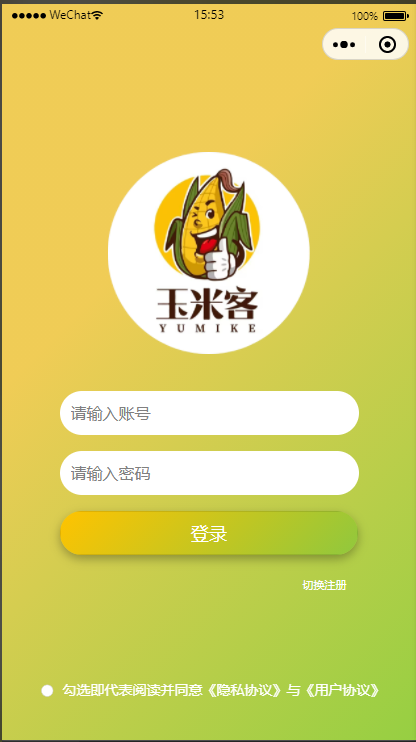 WeChat 15:53 100%
玉米客
YUMIKE
请输入账号
请输入密码
登录
切换注册
勾选即代表阅读并同意《隐私协议》与《用户协议》